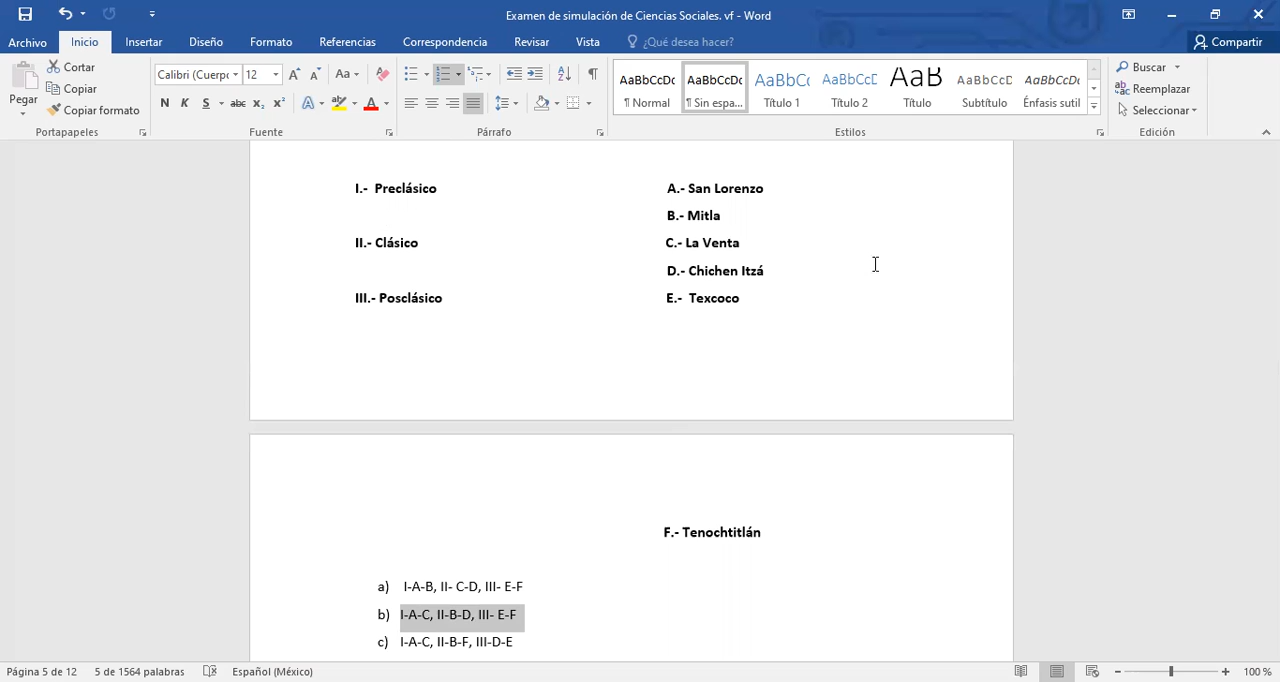 Examen de simulación de Ciencias Sociales. vf - Word
Archivo Inicio Insertar Diseño Formato Referencias Correspondencia Revisar Vista ¿Qué desea hacer? Compartir
Pegar
Cortar
Copiar
Copiar formato
Calibri (Cuerpo 12
N K S abc x₂ x²
AaBbCcDc AaBbCcDc AaBbCc AaBbCcD AaB AaBbCcD AaBbCcDc
¶ Normal ¶ Sin espa... Título 1 Título 2 Título Subtítulo Énfasis sutil
Buscar
Reemplazar
Seleccionar
Portapapeles Fuente Párrafo Estilos Edición
I.- Preclásico A.- San Lorenzo
B.- Mitla
II.- Clásico C.- La Venta
D.- Chichen Itzá
III.- Posclásico E.- Texcoco
F.- Tenochtitlán
a) I-A-B, II- C-D, III- E-F
b) I-A-C, II-B-D, III- E-F
c) I-A-C, II-B-F, III-D-E
Página 5 de 12 5 de 1564 palabras Español (México) 100 %